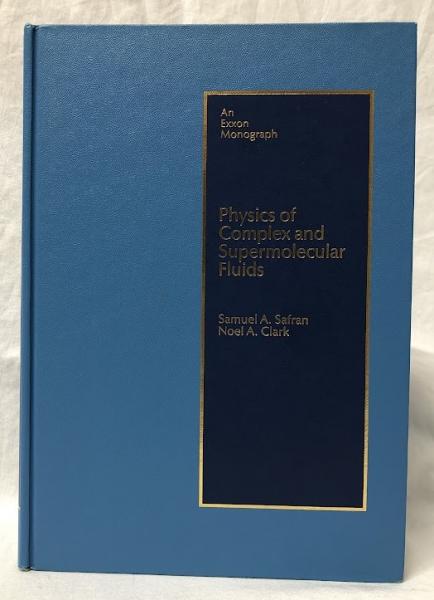 An
Exxon
Monograph
Physics of
Complex and
Supermolecular
Fluids
Samuel A. Safran
Noel A. Clark